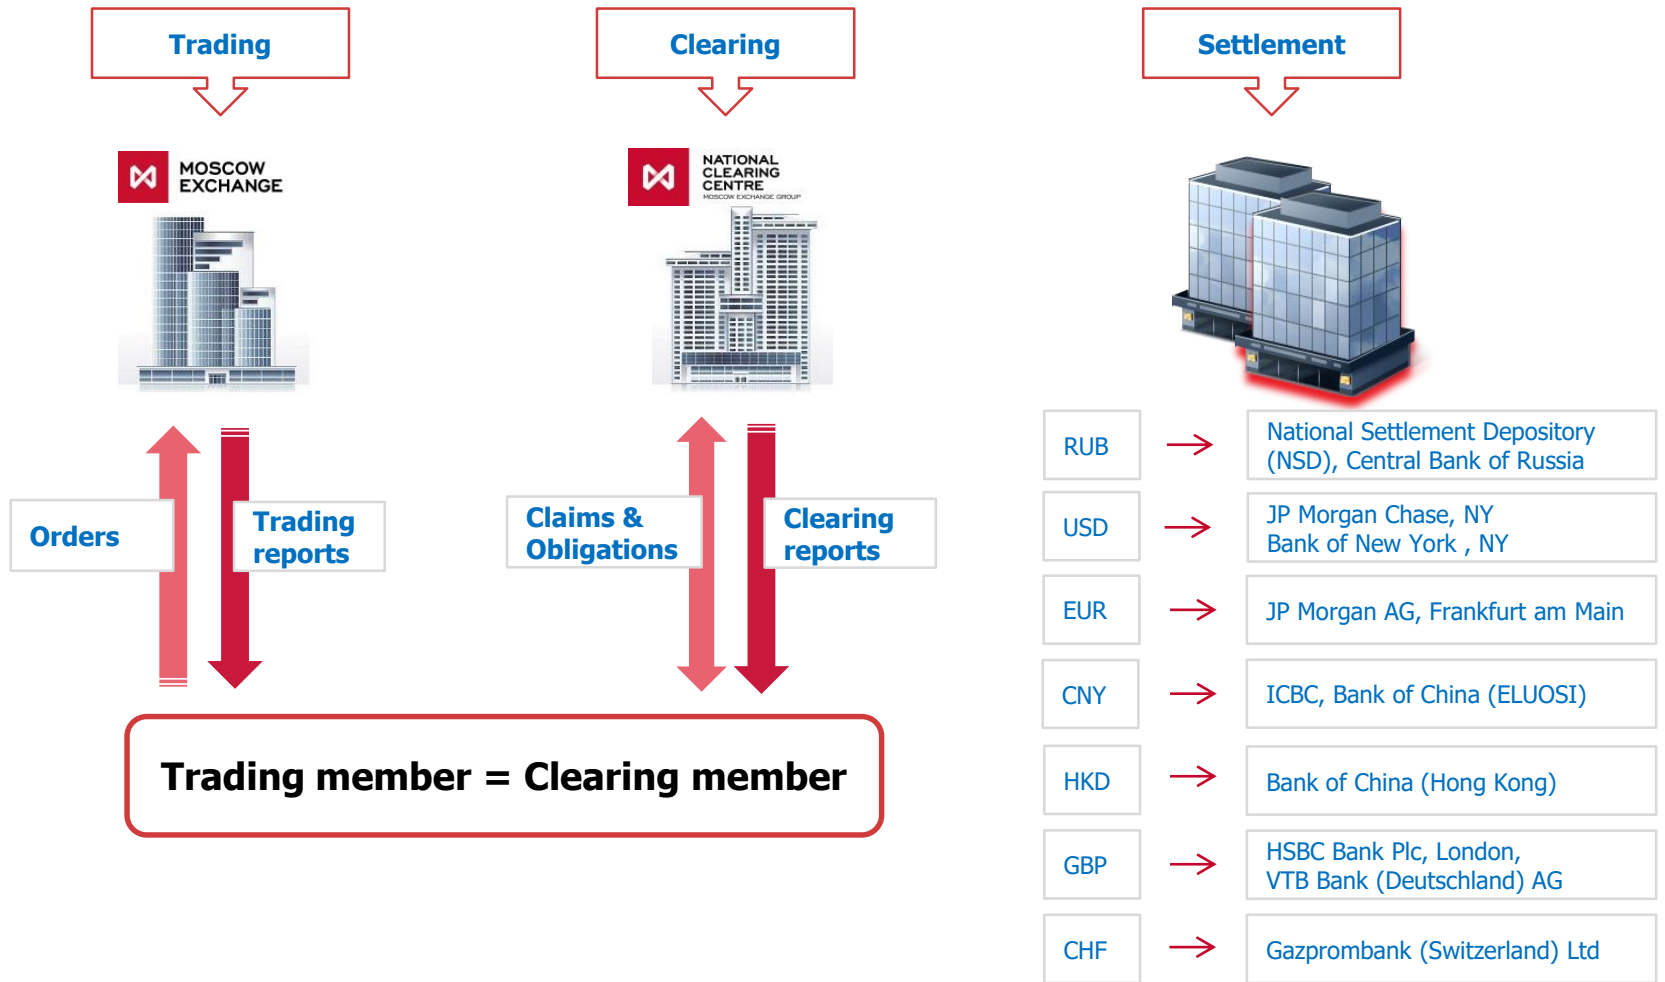 Trading
Clearing
Settlement
MOSCOW
EXCHANGE
NATIONAL
CLEARING
CENTRE
MOSCOW EXCHANGE GROUP
Orders
Trading
reports
Claims &
Obligations
Clearing
reports
Trading member = Clearing member
RUB
National Settlement Depository
(NSD), Central Bank of Russia
USD
JP Morgan Chase, NY
Bank of New York , NY
EUR
JP Morgan AG, Frankfurt am Main
CNY
ICBC, Bank of China (ELUOSI)
HKD
Bank of China (Hong Kong)
GBP
HSBC Bank Plc, London,
VTB Bank (Deutschland) AG
CHF
Gazprombank (Switzerland) Ltd